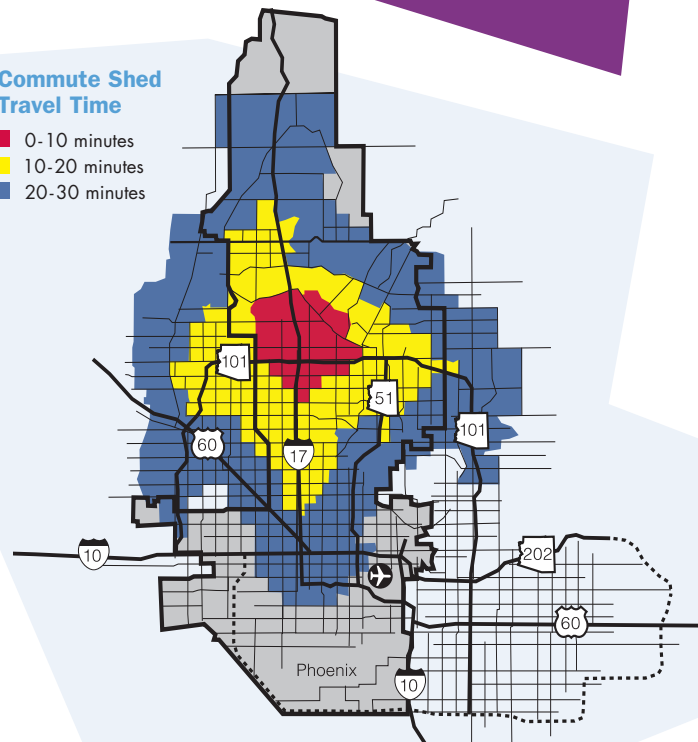 Commute Shed
Travel Time
0-10 minutes
10-20 minutes
20-30 minutes
101
51
101
60
17
10
202
60
Phoenix
10